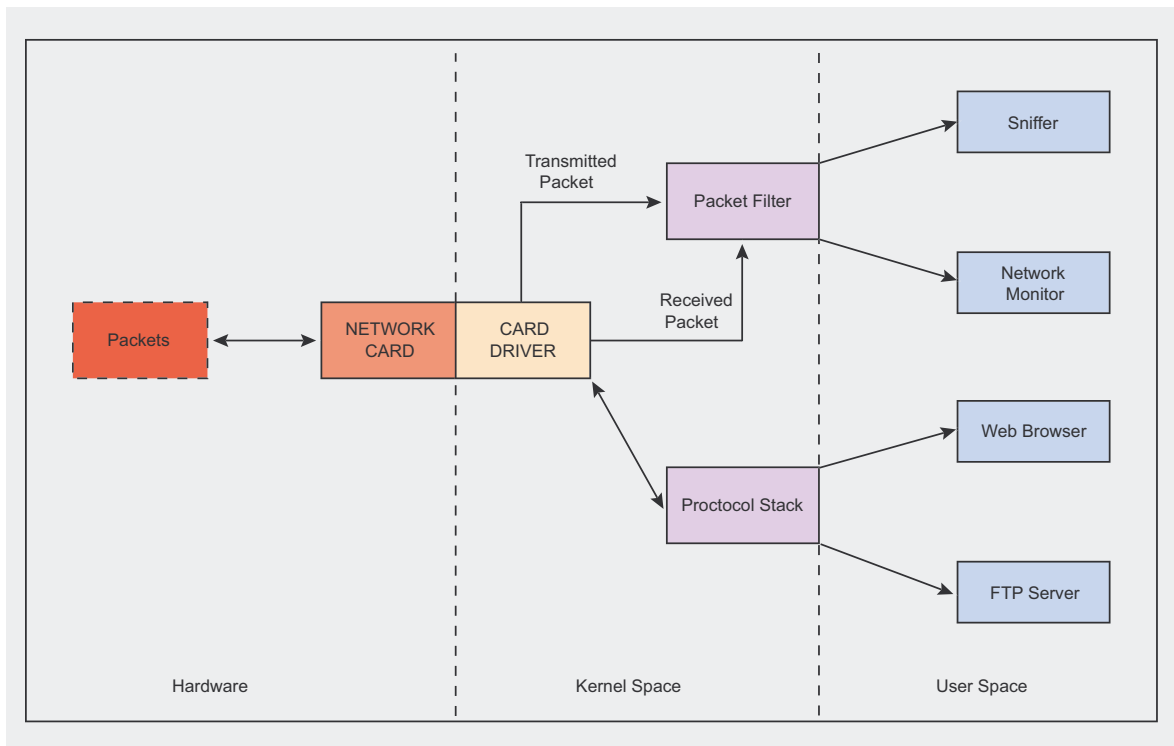 Sniffer
Transmitted
Packet
Packet Filter
Network
Monitor
Received
Packet
Packets
NETWORK
CARD
CARD
DRIVER
Web Browser
Proctocol Stack
FTP Server
Hardware
Kernel Space
User Space